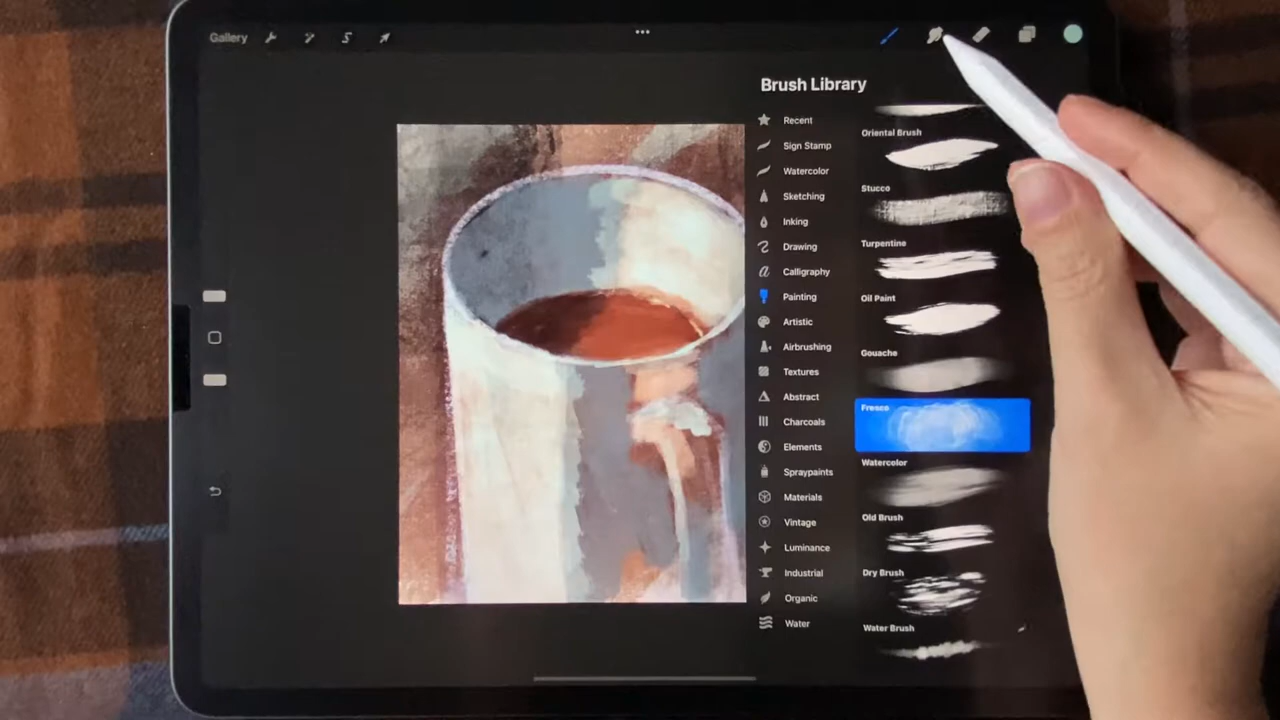 Gallery
Brush Library
Recent
Sign Stamp
Watercolor
Sketching
Inking
Drawing
Calligraphy
Painting
Artistic
Airbrushing
Textures
Abstract
Charcoals
Elements
Spraypaints
Materials
Vintage
Luminance
Industrial
Organic
Water
Oriental Brush
Stucco
Turpentine
Oil Paint
Gouache
Fresco
Watercolor
Old Brush
Dry Brush
Water Brush